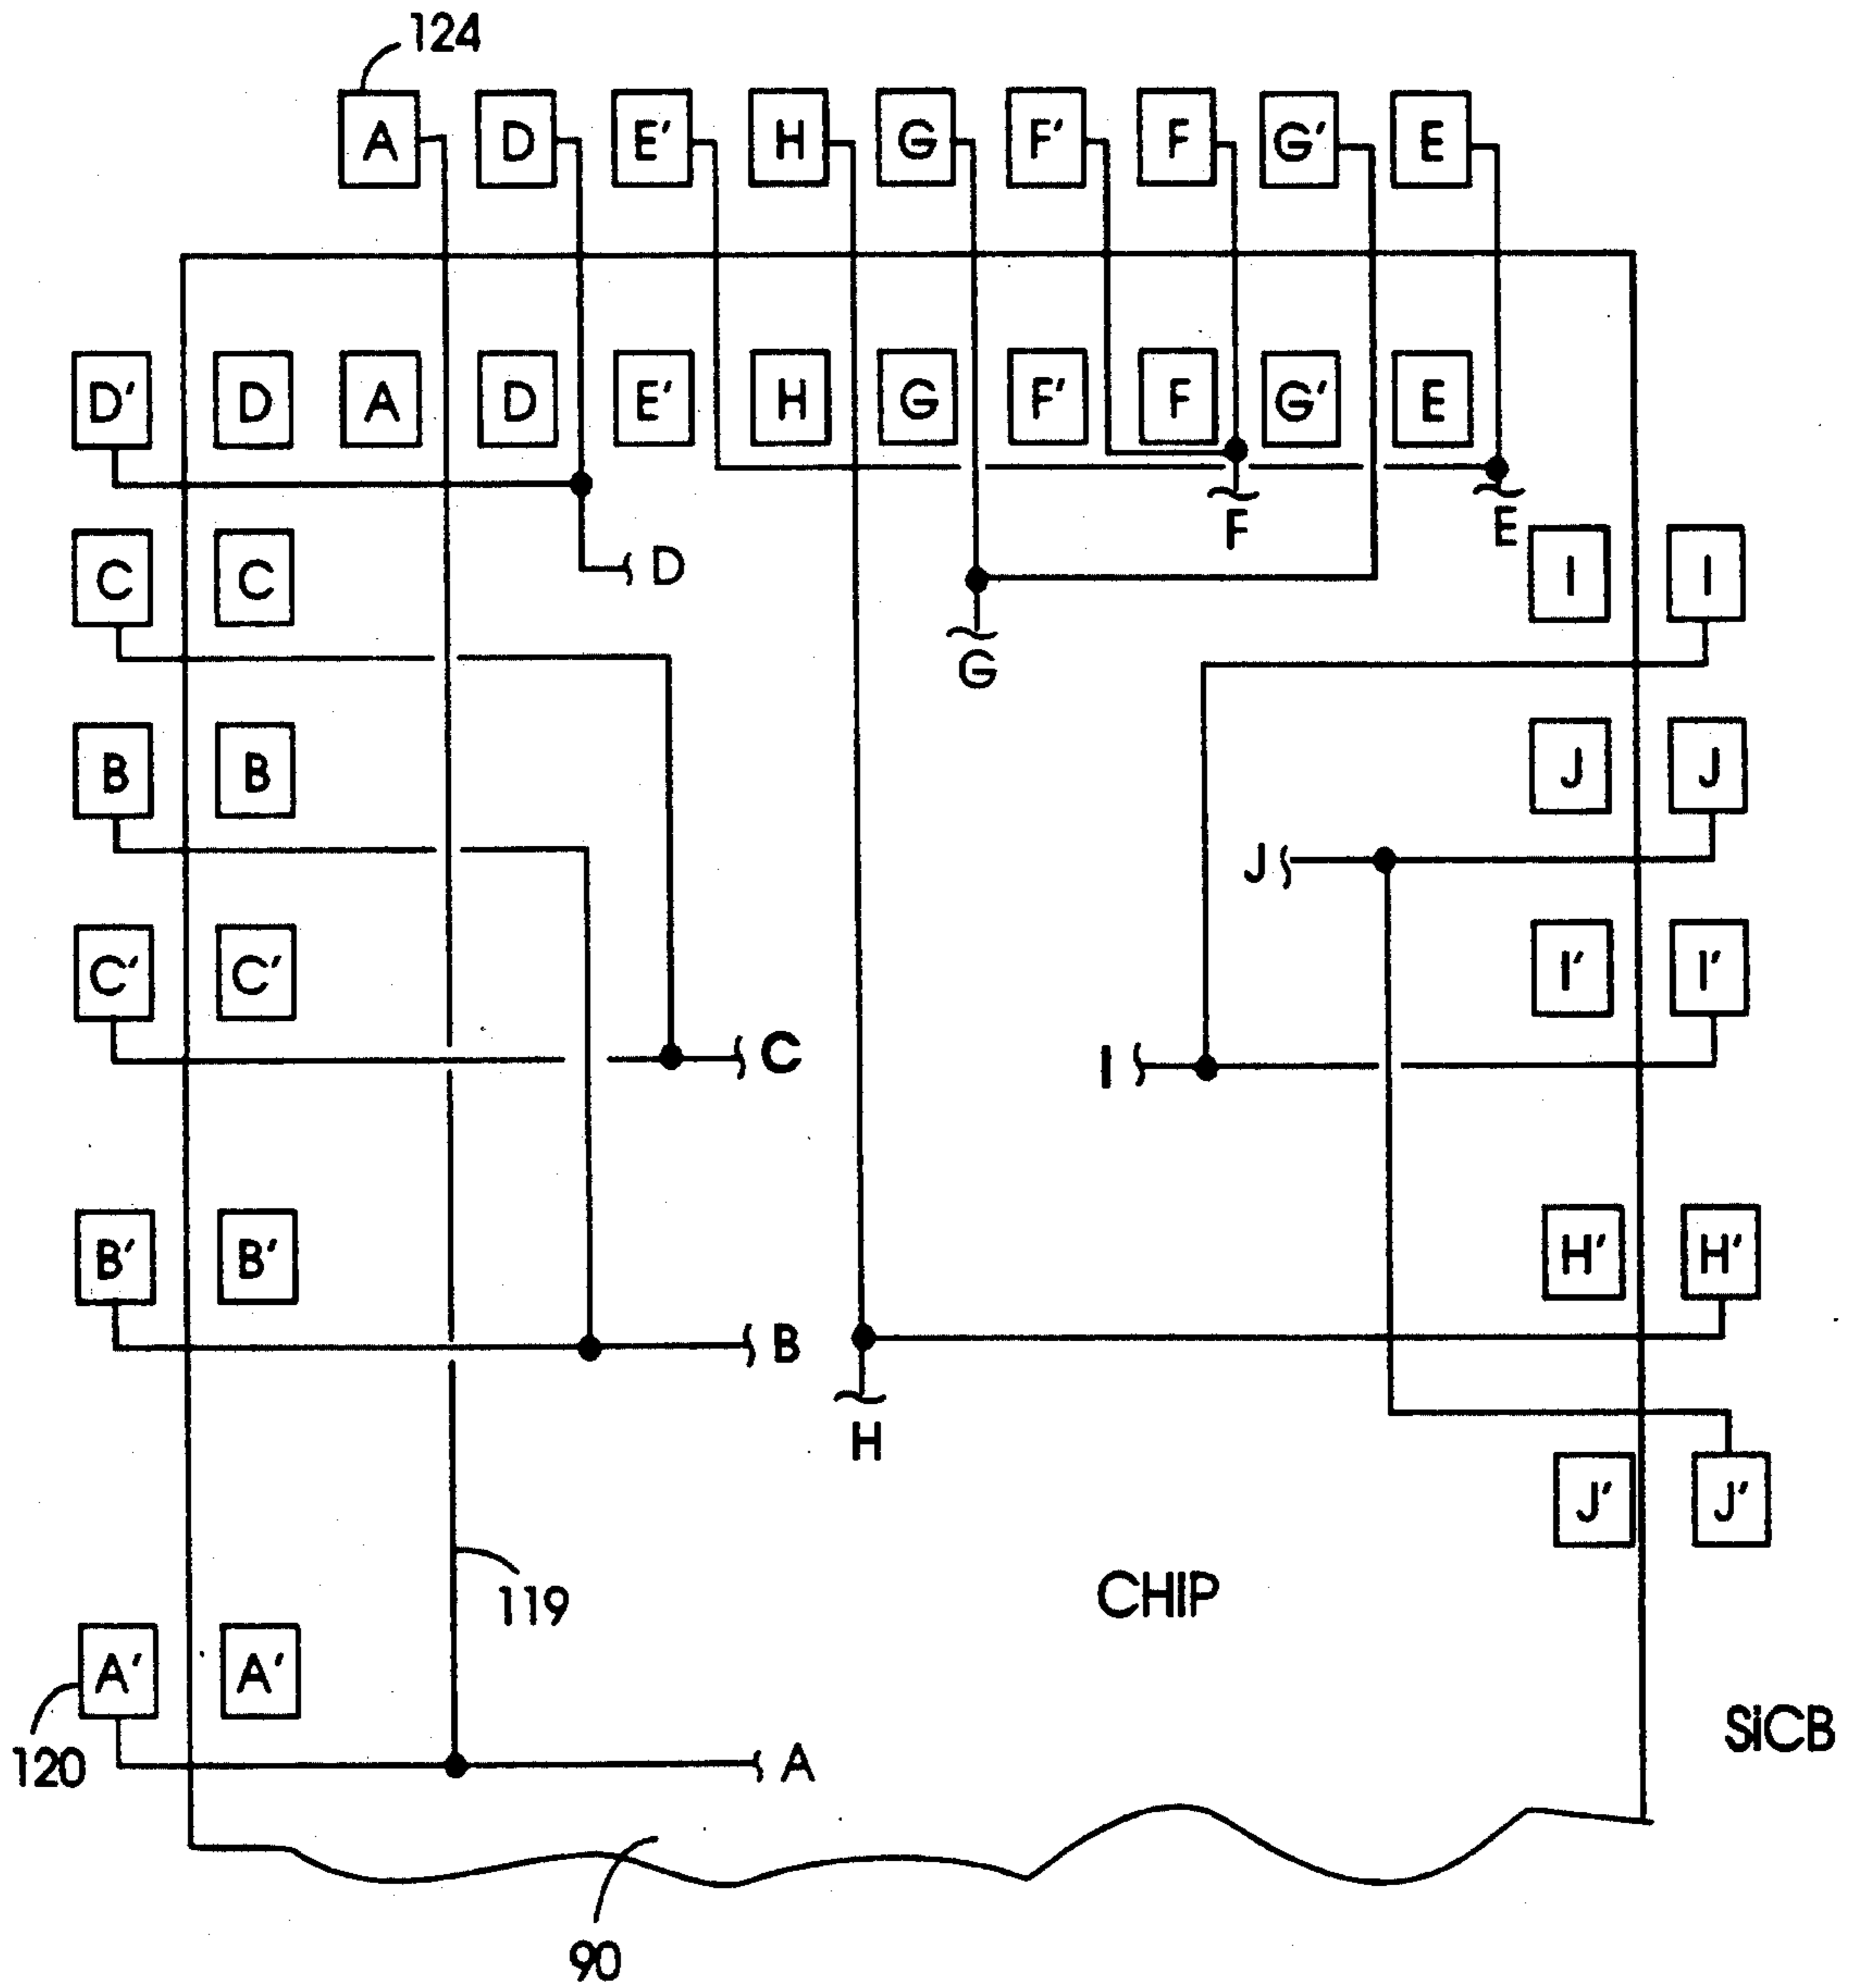 124
A D E' H G F' F G' E
D' D A D E' H G F' F G' E
F E
C C D I I
G
B B J J
J
C' C' I' I'
C I
B' B' H' H'
B
H
J' J'
CHIP
119
A' A'
SiCB
120 A
90